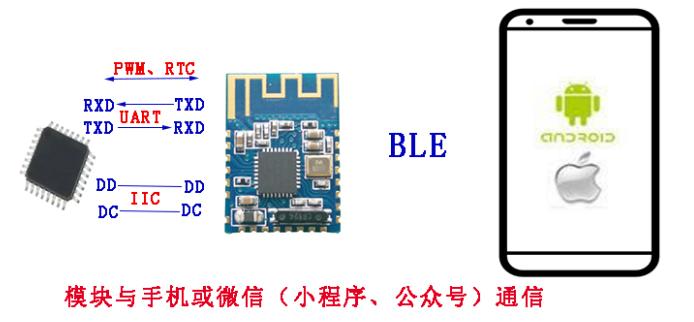 PWM、RTC
RXD TXD
UART
TXD RXD
DD DD
IIC
DC DC
BLE
ANDROID
模块与手机或微信（小程序、公众号）通信